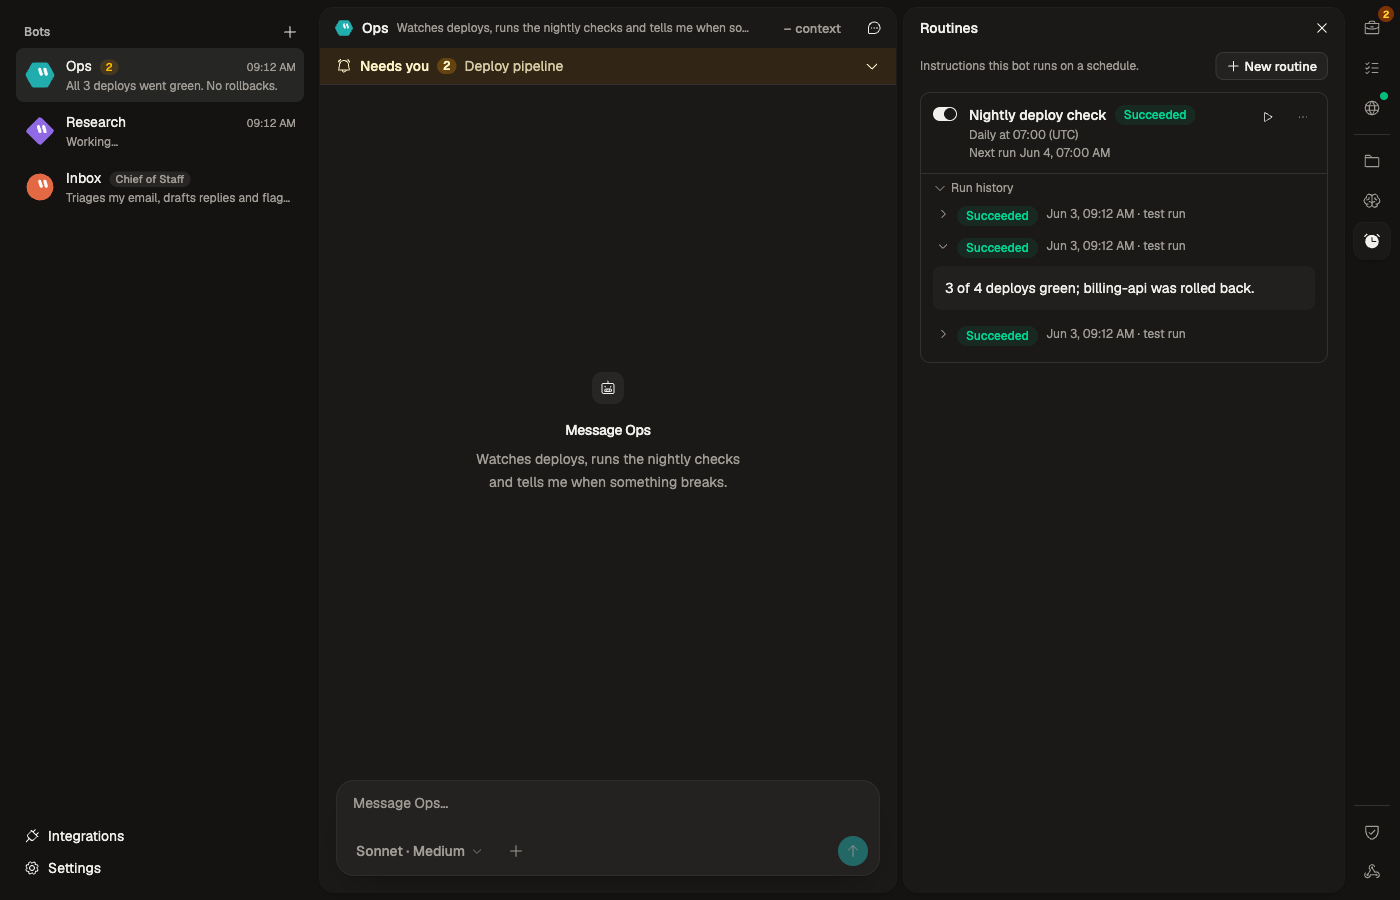 Bots
Ops 2 09:12 AM
All 3 deploys went green. No rollbacks.
Research 09:12 AM
Working...
Inbox Chief of Staff
Triages my email, drafts replies and flag...
Integrations
Settings
Ops Watches deploys, runs the nightly checks and tells me when so... – context
Needs you 2 Deploy pipeline
Message Ops
Watches deploys, runs the nightly checks
and tells me when something breaks.
Message Ops...
Sonnet · Medium
Routines
Instructions this bot runs on a schedule.
New routine
Nightly deploy check Succeeded
Daily at 07:00 (UTC)
Next run Jun 4, 07:00 AM
Run history
Succeeded Jun 3, 09:12 AM · test run
Succeeded Jun 3, 09:12 AM · test run
3 of 4 deploys green; billing-api was rolled back.
Succeeded Jun 3, 09:12 AM · test run
2